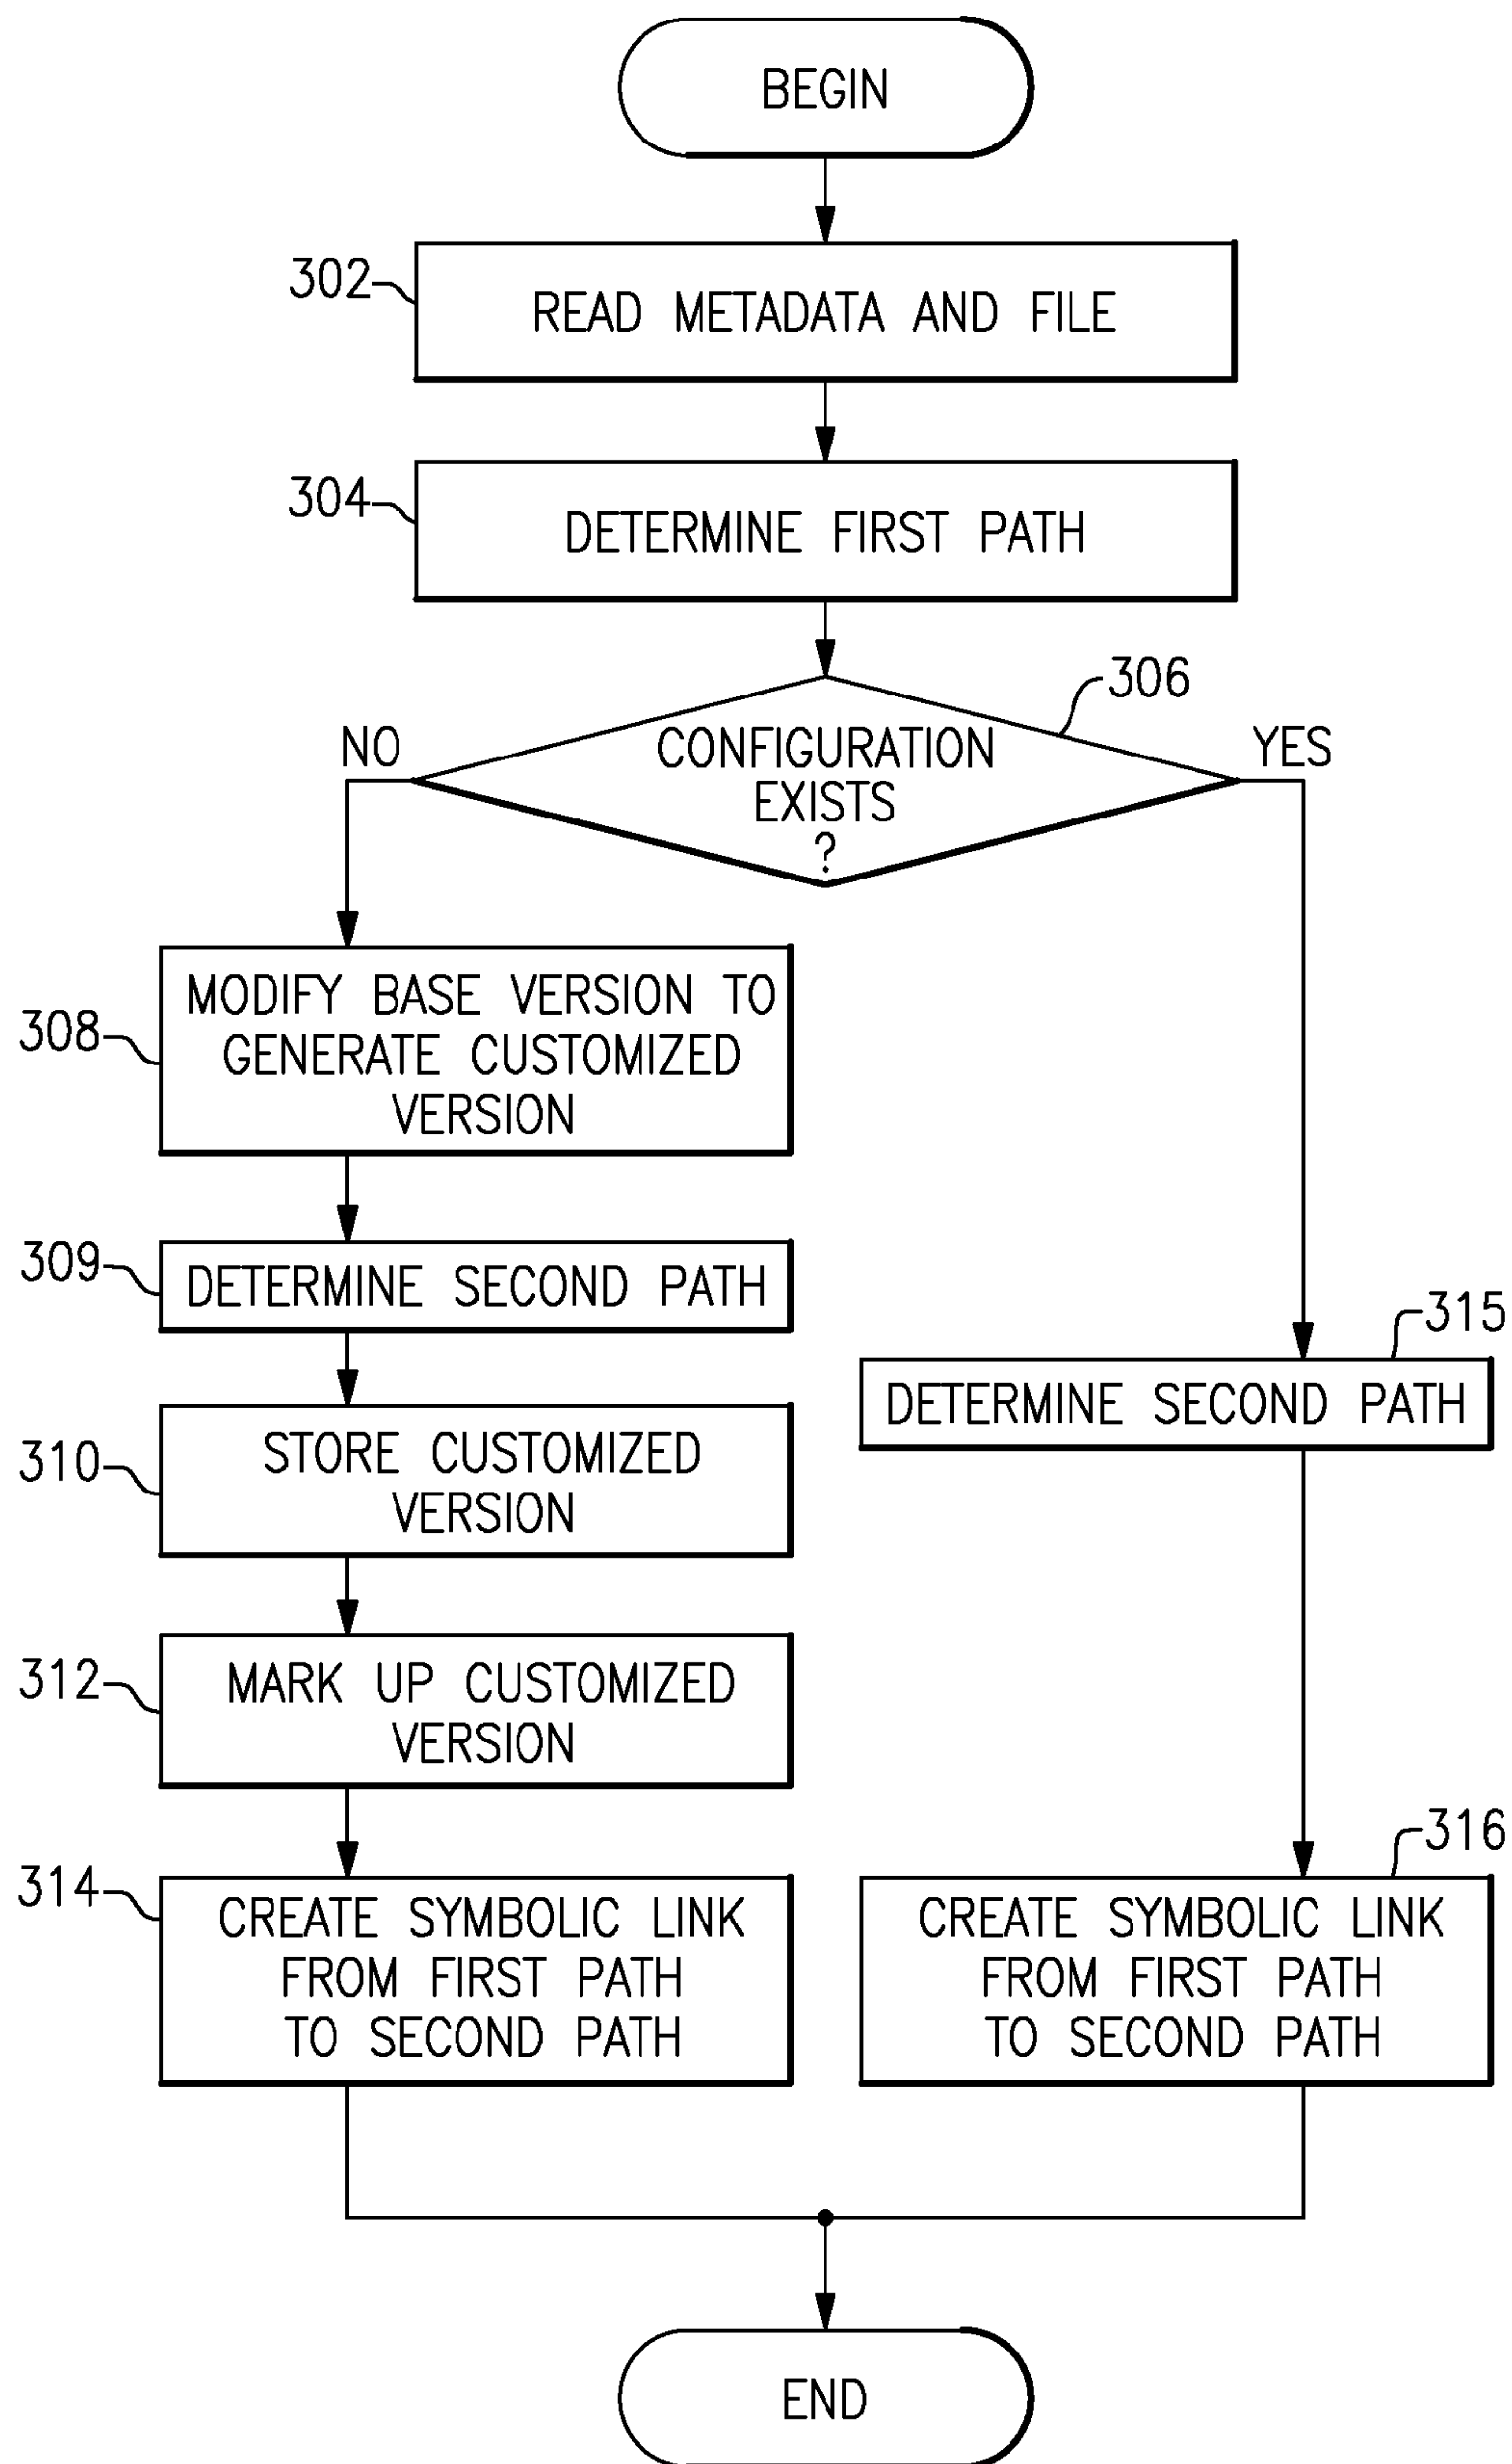 BEGIN
302
READ METADATA AND FILE
304
DETERMINE FIRST PATH
306
NO
CONFIGURATION
EXISTS
?
YES
308
MODIFY BASE VERSION TO
GENERATE CUSTOMIZED
VERSION
309
DETERMINE SECOND PATH
310
STORE CUSTOMIZED
VERSION
312
MARK UP CUSTOMIZED
VERSION
314
CREATE SYMBOLIC LINK
FROM FIRST PATH
TO SECOND PATH
315
DETERMINE SECOND PATH
316
CREATE SYMBOLIC LINK
FROM FIRST PATH
TO SECOND PATH
END